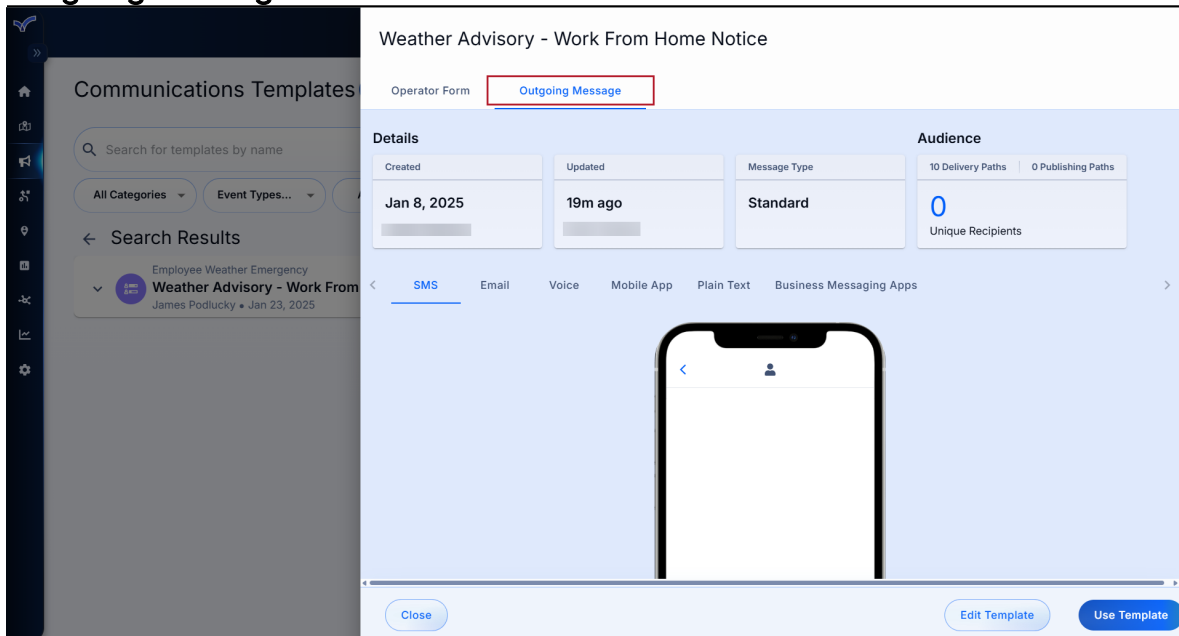 Weather Advisory - Work From Home Notice
Operator Form
Outgoing Message
Communications Templates
Search for templates by name
All Categories
Event Types...
Search Results
Employee Weather Emergency
Weather Advisory - Work From
James Podlucky • Jan 23, 2025
Details
Created
Jan 8, 2025
Updated
19m ago
Message Type
Standard
Audience
10 Delivery Paths
0 Publishing Paths
0
Unique Recipients
SMS
Email
Voice
Mobile App
Plain Text
Business Messaging Apps
Close
Edit Template
Use Template